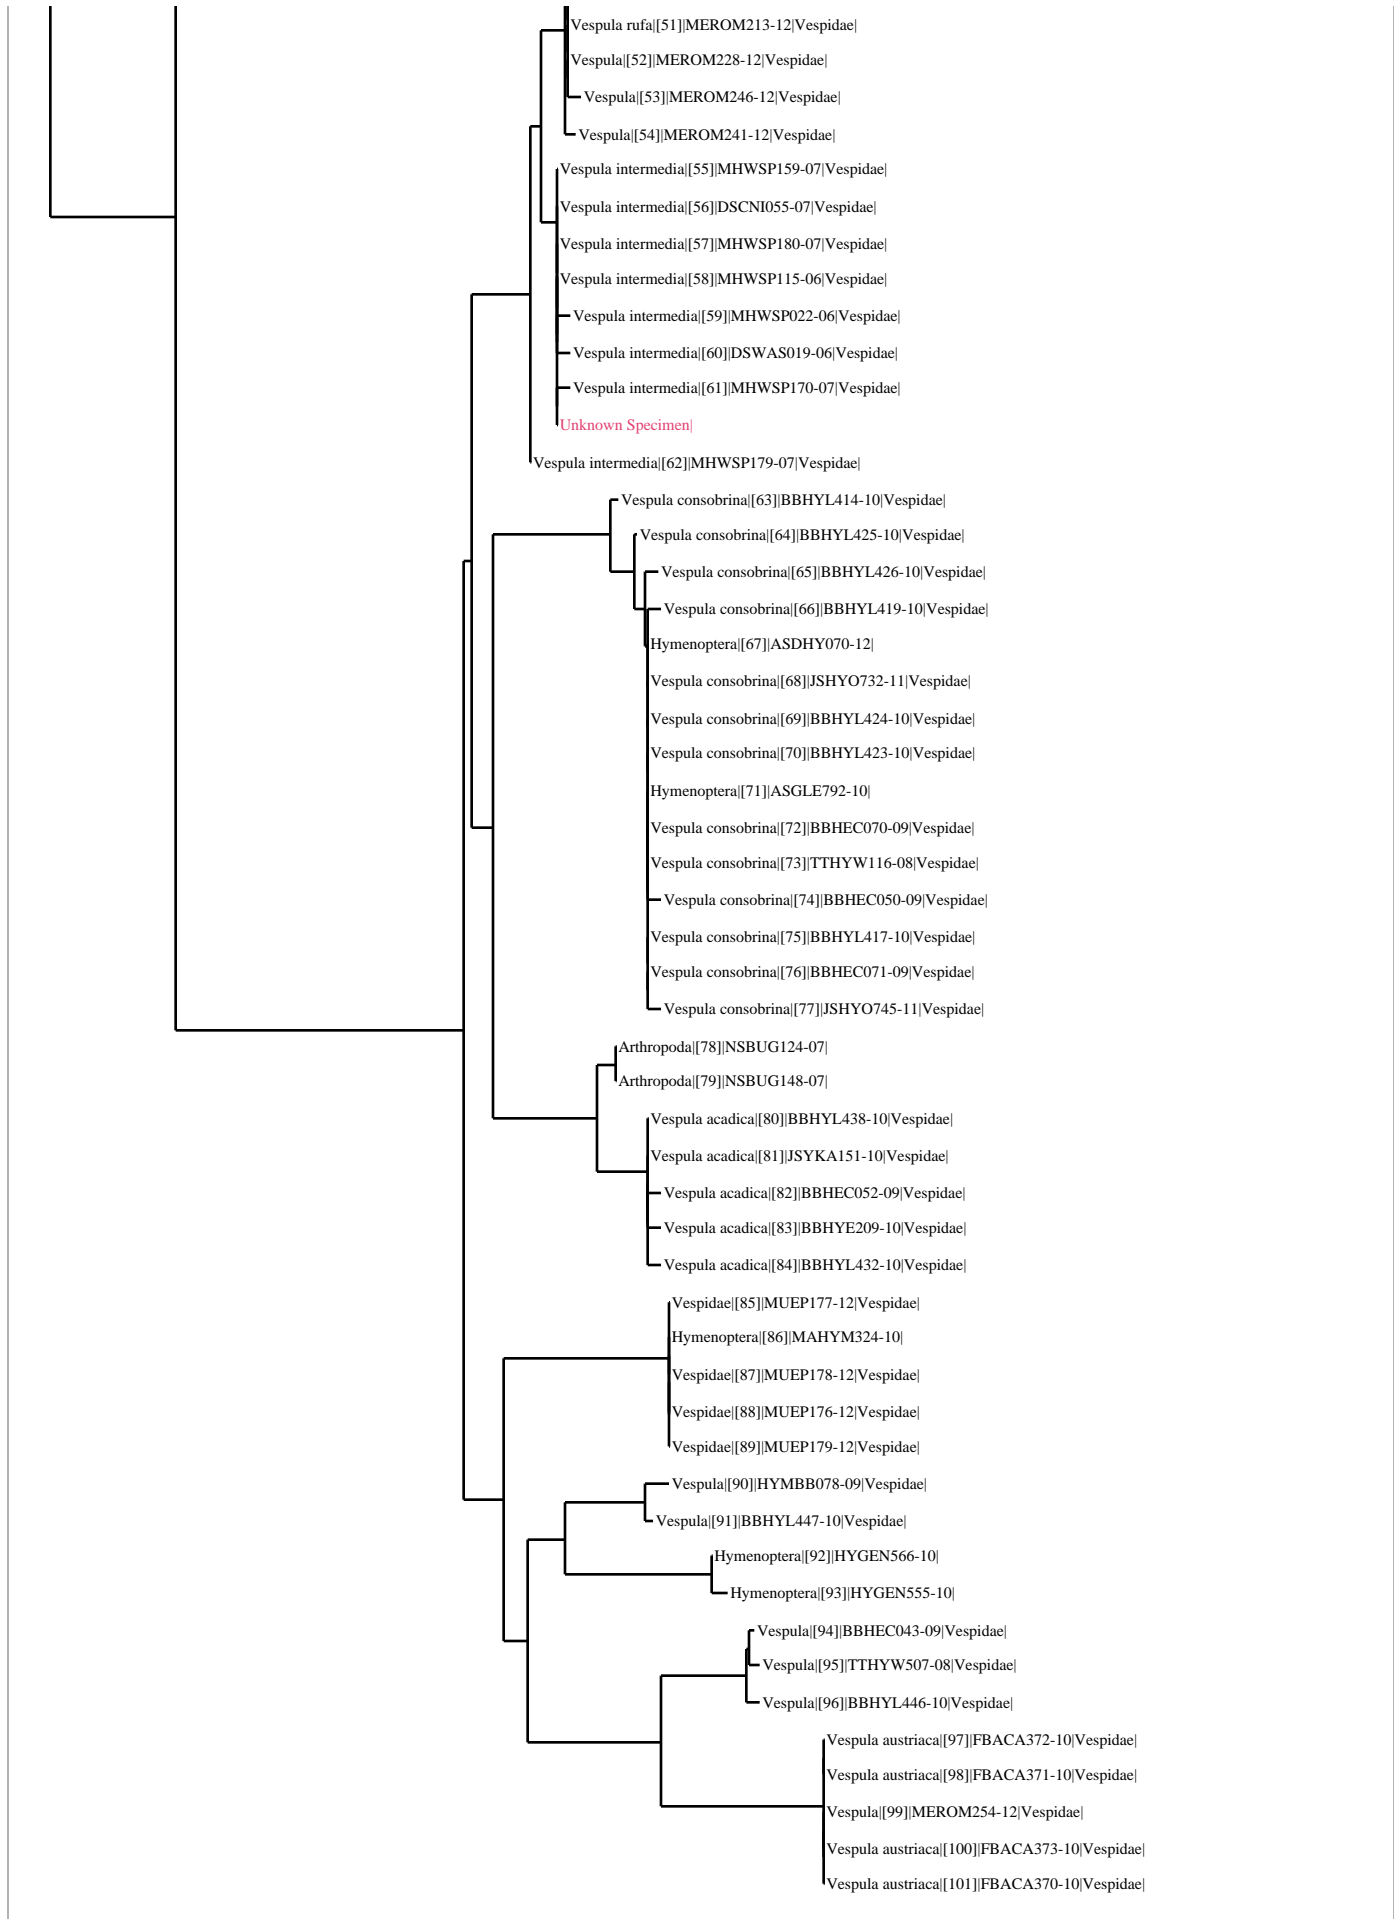 Vespula rufa|[51]|MEROM213-12|Vespidae|
Vespula|[52]|MEROM228-12|Vespidae|
Vespula|[53]|MEROM246-12|Vespidae|
Vespula|[54]|MEROM241-12|Vespidae|
Vespula intermedia|[55]|MHWSP159-07|Vespidae|
Vespula intermedia|[56]|DSCNI055-07|Vespidae|
Vespula intermedia|[57]|MHWSP180-07|Vespidae|
Vespula intermedia|[58]|MHWSP115-06|Vespidae|
Vespula intermedia|[59]|MHWSP022-06|Vespidae|
Vespula intermedia|[60]|DSWAS019-06|Vespidae|
Vespula intermedia|[61]|MHWSP170-07|Vespidae|
Unknown Specimen|
Vespula intermedia|[62]|MHWSP179-07|Vespidae|
Vespula consobrina|[63]|BBHYL414-10|Vespidae|
Vespula consobrina|[64]|BBHYL425-10|Vespidae|
Vespula consobrina|[65]|BBHYL426-10|Vespidae|
Vespula consobrina|[66]|BBHYL419-10|Vespidae|
Hymenoptera|[67]|ASDHY070-12|
Vespula consobrina|[68]|JSHYO732-11|Vespidae|
Vespula consobrina|[69]|BBHYL424-10|Vespidae|
Vespula consobrina|[70]|BBHYL423-10|Vespidae|
Hymenoptera|[71]|ASGLE792-10|
Vespula consobrina|[72]|BBHEC070-09|Vespidae|
Vespula consobrina|[73]|TTHYW116-08|Vespidae|
Vespula consobrina|[74]|BBHEC050-09|Vespidae|
Vespula consobrina|[75]|BBHYL417-10|Vespidae|
Vespula consobrina|[76]|BBHEC071-09|Vespidae|
Vespula consobrina|[77]|JSHYO745-11|Vespidae|
Arthropoda|[78]|NSBUG124-07|
Arthropoda|[79]|NSBUG148-07|
Vespula acadica|[80]|BBHYL438-10|Vespidae|
Vespula acadica|[81]|JSYKA151-10|Vespidae|
Vespula acadica|[82]|BBHEC052-09|Vespidae|
Vespula acadica|[83]|BBHYE209-10|Vespidae|
Vespula acadica|[84]|BBHYL432-10|Vespidae|
Vespidae|[85]|MUEP177-12|Vespidae|
Hymenoptera|[86]|MAHYM324-10|
Vespidae|[87]|MUEP178-12|Vespidae|
Vespidae|[88]|MUEP176-12|Vespidae|
Vespidae|[89]|MUEP179-12|Vespidae|
Vespula|[90]|HYMBB078-09|Vespidae|
Vespula|[91]|BBHYL447-10|Vespidae|
Hymenoptera|[92]|HYGEN566-10|
Hymenoptera|[93]|HYGEN555-10|
Vespula|[94]|BBHEC043-09|Vespidae|
Vespula|[95]|TTHYW507-08|Vespidae|
Vespula|[96]|BBHYL446-10|Vespidae|
Vespula austriaca|[97]|FBACA372-10|Vespidae|
Vespula austriaca|[98]|FBACA371-10|Vespidae|
Vespula|[99]|MEROM254-12|Vespidae|
Vespula austriaca|[100]|FBACA373-10|Vespidae|
Vespula austriaca|[101]|FBACA370-10|Vespidae|